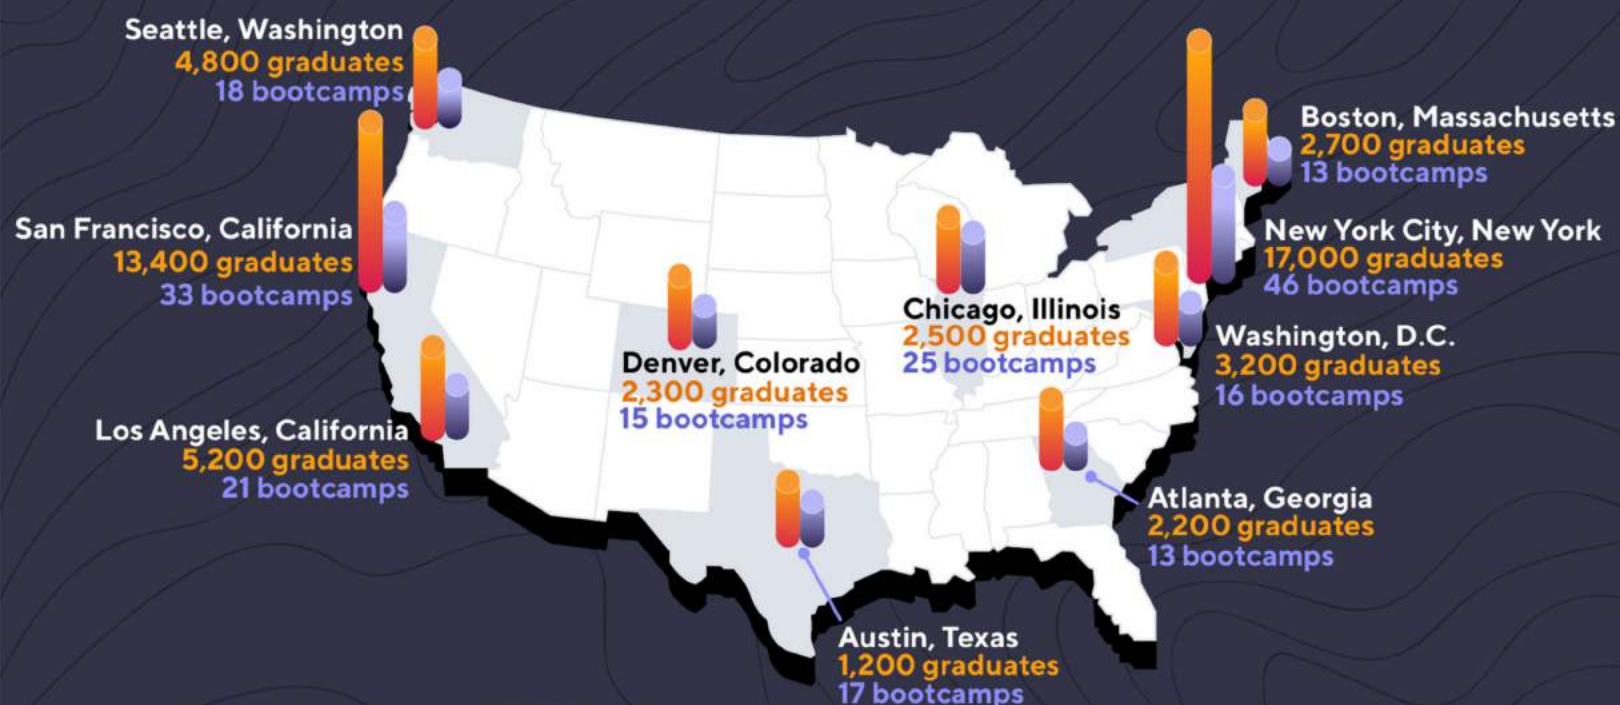 Seattle, Washington
4,800 graduates
18 bootcamps
San Francisco, California
13,400 graduates
33 bootcamps
Los Angeles, California
5,200 graduates
21 bootcamps
Denver, Colorado
2,300 graduates
15 bootcamps
Chicago, Illinois
2,500 graduates
25 bootcamps
Boston, Massachusetts
2,700 graduates
13 bootcamps
New York City, New York
17,000 graduates
46 bootcamps
Washington, D.C.
3,200 graduates
16 bootcamps
Atlanta, Georgia
2,200 graduates
13 bootcamps
Austin, Texas
1,200 graduates
17 bootcamps